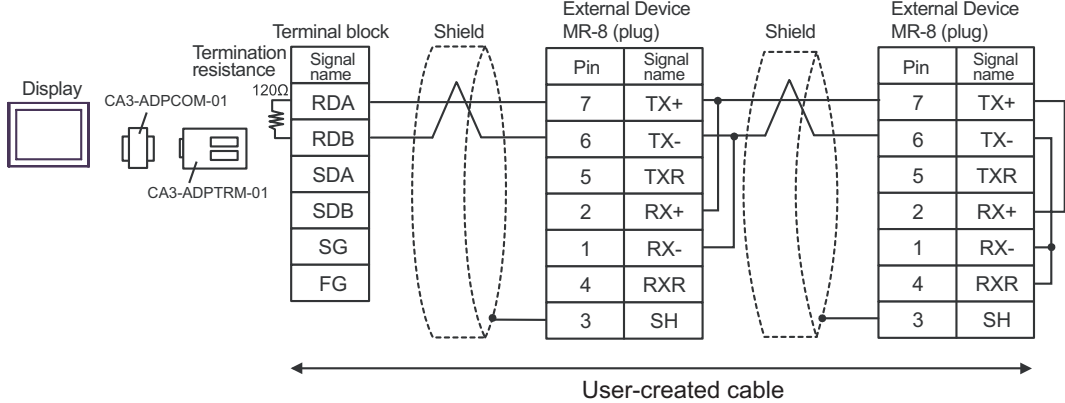 External Device
MR-8 (plug)
External Device
MR-8 (plug)
Terminal block
Shield
Shield
Termination
resistance
120Ω
Display
CA3-ADPCOM-01
CA3-ADPTRM-01
Signal
name
RDA
RDB
SDA
SDB
SG
FG
Pin
Signal
name
7 TX+
6 TX-
5 TXR
2 RX+
1 RX-
4 RXR
3 SH
Pin
Signal
name
7 TX+
6 TX-
5 TXR
2 RX+
1 RX-
4 RXR
3 SH
User-created cable